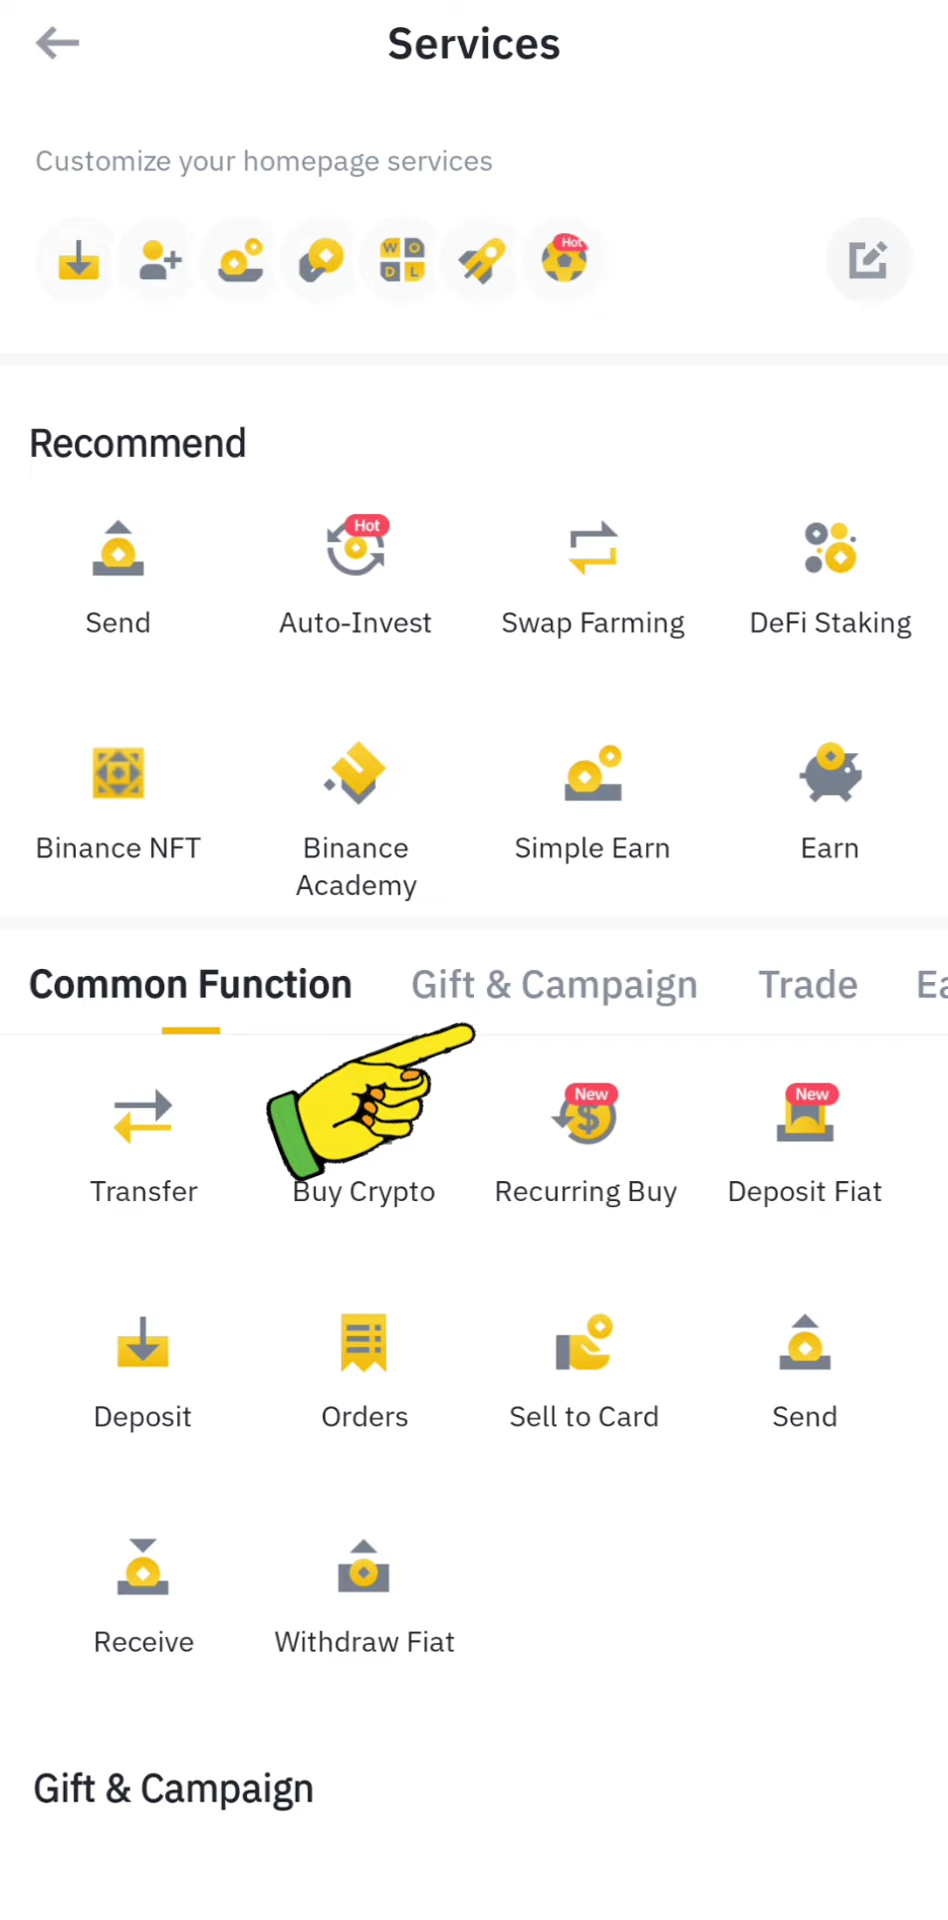 Services
Customize your homepage services
W O
D L
Hot
Recommend
Hot
Send
Auto-Invest
Swap Farming
DeFi Staking
Binance NFT
Binance
Academy
Simple Earn
Earn
Common Function
Gift & Campaign
Trade
Ea
New
New
Transfer
Buy Crypto
Recurring Buy
Deposit Fiat
Deposit
Orders
Sell to Card
Send
Receive
Withdraw Fiat
Gift & Campaign